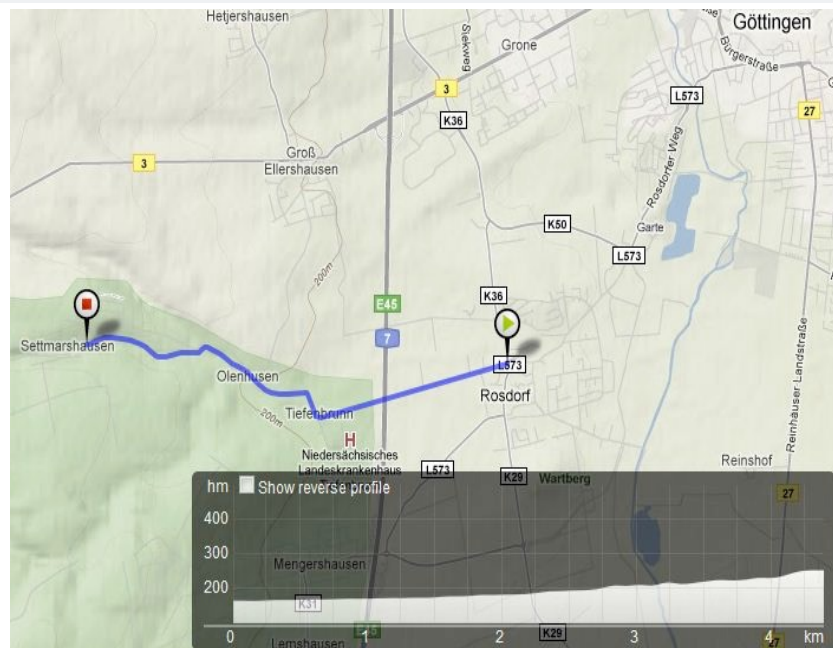 Hetjershausen
Göttingen
Siekweg
Grone
Bürgerstraße
3
L573
27
K36
Groß
Ellershausen
3
Rosdorfer Weg
K50
Garte
L573
200m
K36
E45
7
Settmarshausen
L573
Olenhusen
Rosdorf
200m
Tiefenbrunn
H
Niedersächsisches
Landeskrankenhaus
Reinhäuser Landstraße
L573
K29
Wartberg
Reinshof
27
hm
Show reverse profile
400
300
200
Mengershausen
K31
Lemshausen
E45
K29
27
0 1 2 3 4 km